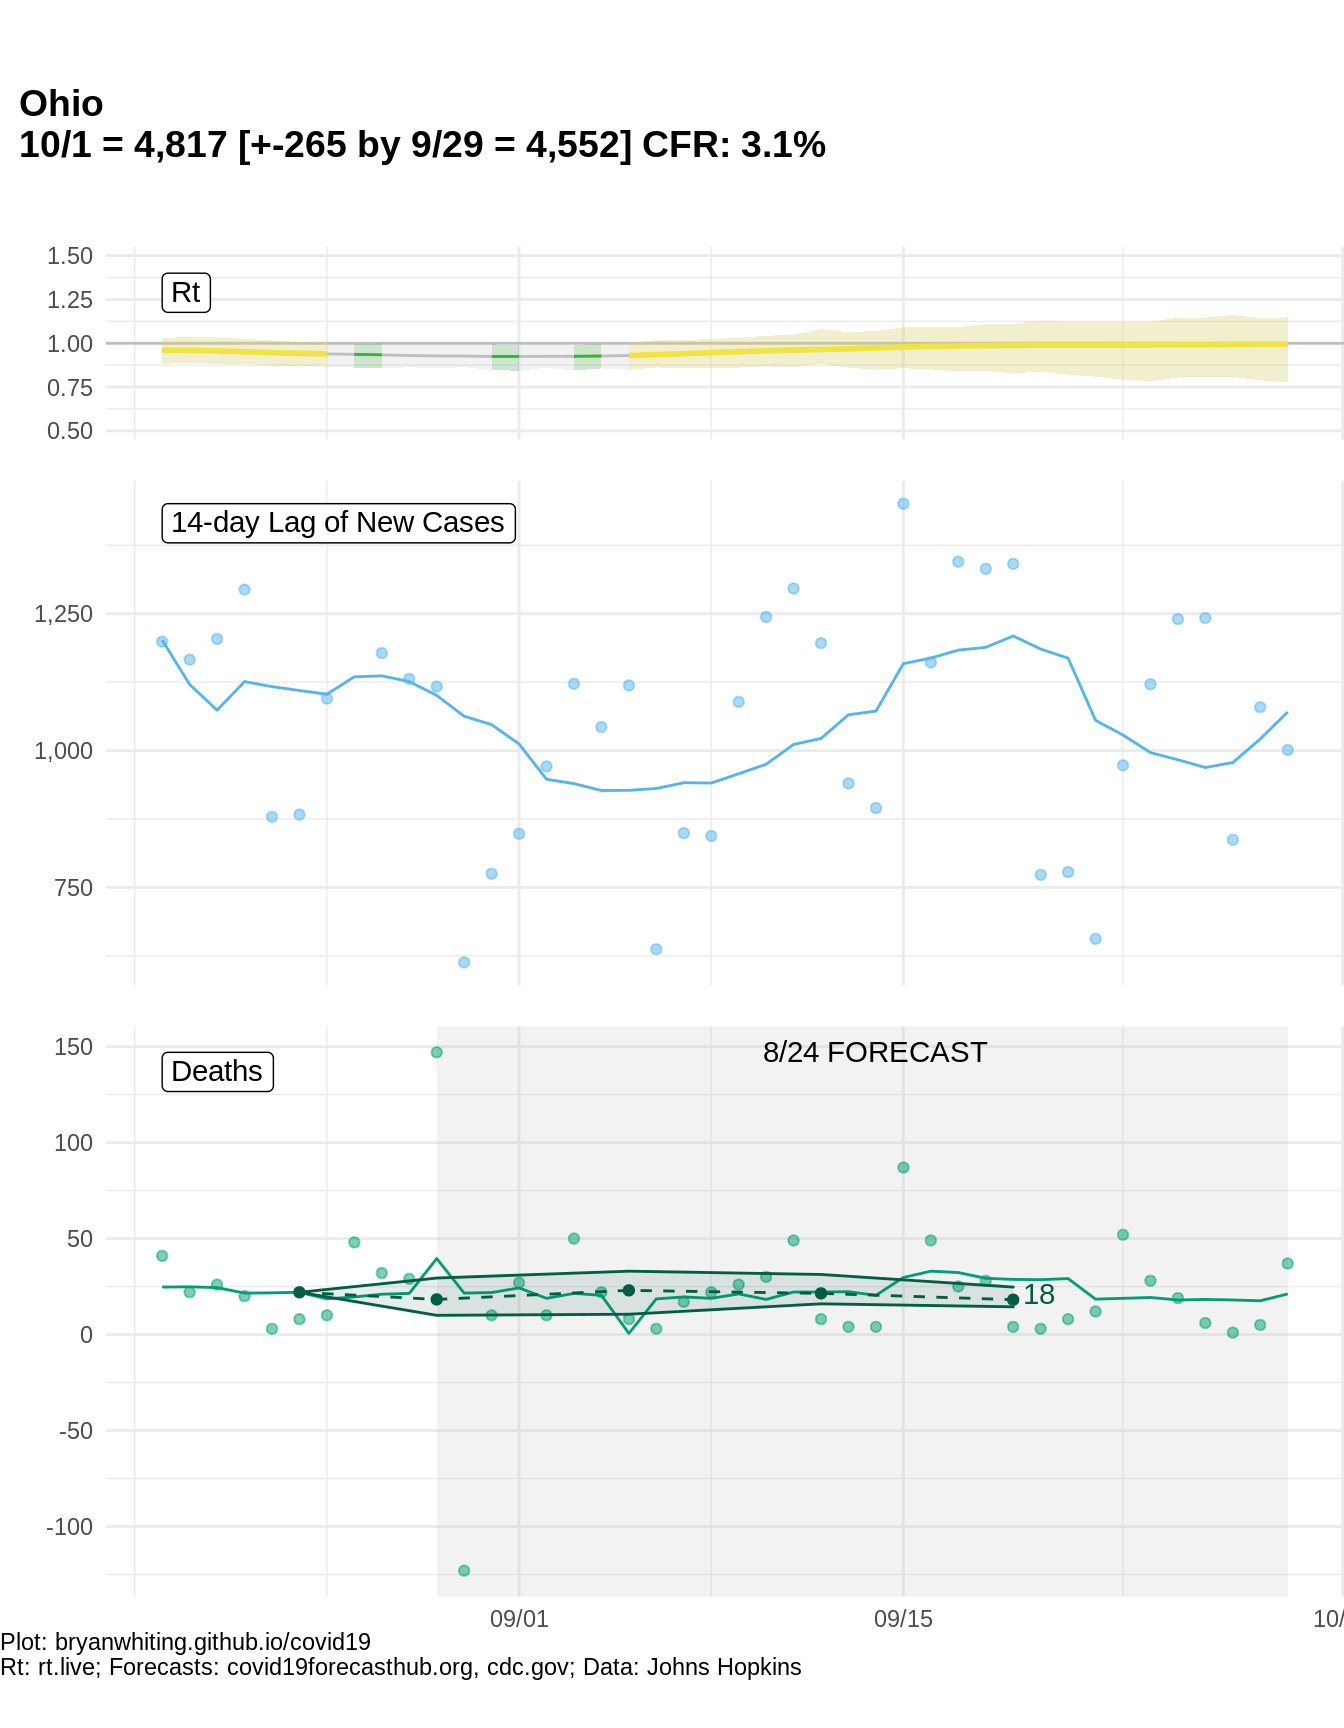 Ohio
10/1 = 4,817 [+-265 by 9/29 = 4,552] CFR: 3.1%
1.50
1.25
1.00
0.75
0.50
Rt
14-day Lag of New Cases
1,250
1,000
750
Deaths
8/24 FORECAST
150
100
50
0
-50
-100
18
09/01
09/15
10/
Plot: bryanwhiting.github.io/covid19
Rt: rt.live; Forecasts: covid19forecasthub.org, cdc.gov; Data: Johns Hopkins